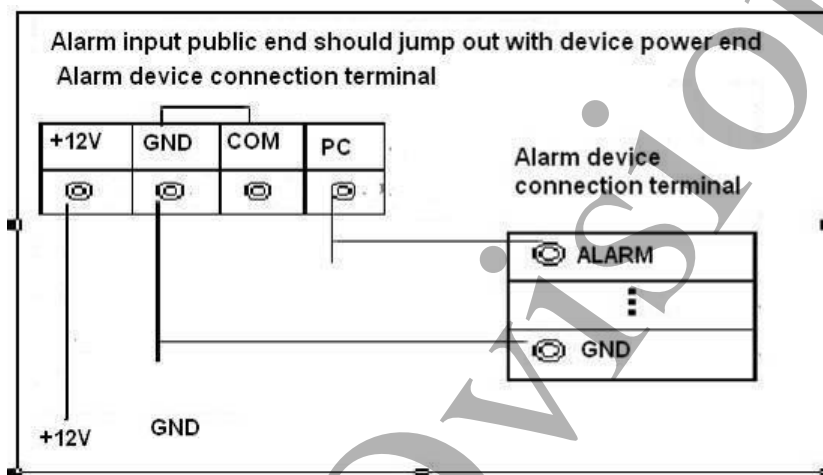 Alarm input public end should jump out with device power end
Alarm device connection terminal
+12V GND COM PC
Alarm device
connection terminal
ALARM
GND
+12V GND